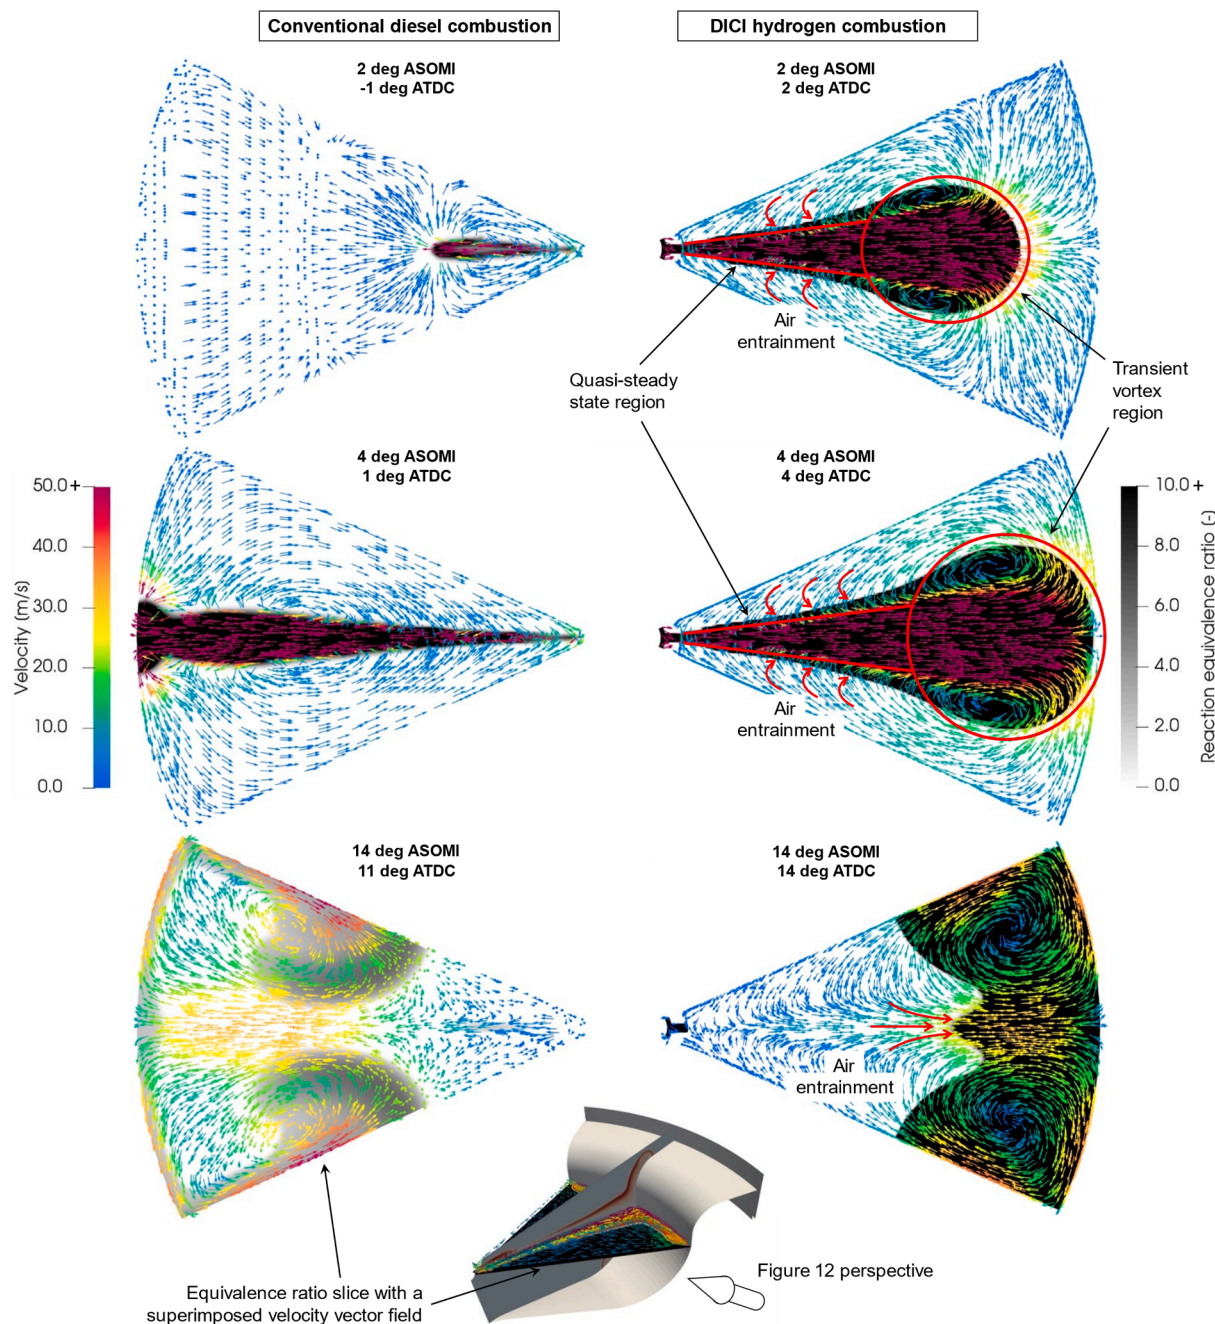 Conventional diesel combustion
DICI hydrogen combustion
2 deg ASOMI
-1 deg ATDC
2 deg ASOMI
2 deg ATDC
Air
entrainment
Quasi-steady
state region
Transient
vortex
region
4 deg ASOMI
1 deg ATDC
4 deg ASOMI
4 deg ATDC
50.0+
40.0
30.0
20.0
10.0
0.0
Velocity (m/s)
10.0+
8.0
6.0
4.0
2.0
0.0
Reaction equivalence ratio (-)
Air
entrainment
14 deg ASOMI
11 deg ATDC
14 deg ASOMI
14 deg ATDC
Air
entrainment
Equivalence ratio slice with a
superimposed velocity vector field
Figure 12 perspective